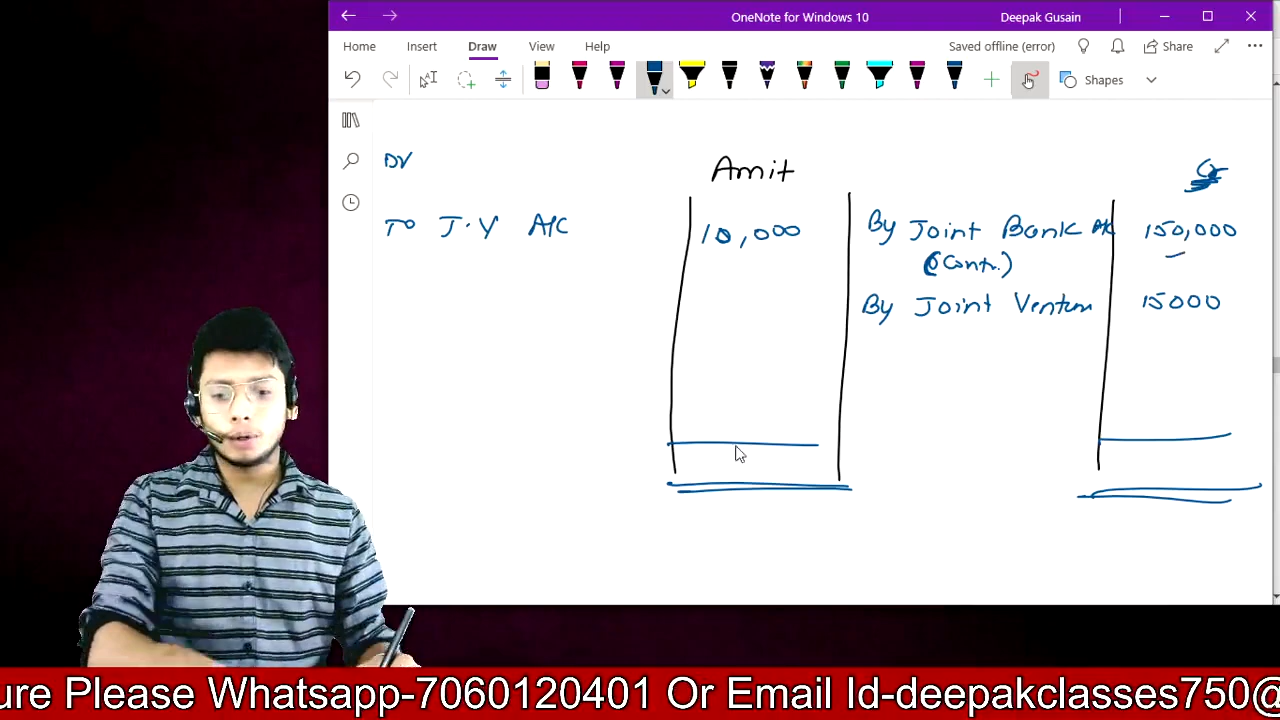 OneNote for Windows 10
Deepak Gusain
Home Insert Draw View Help
Saved offline (error)
Share
Shapes
Dr
Amit
Cr
To J.V A/C 10,000
By Joint Bank A/c 150,000
(Contr.)
By Joint Venture 15000
ure Please Whatsapp-7060120401 Or Email Id-deepakclasses750@